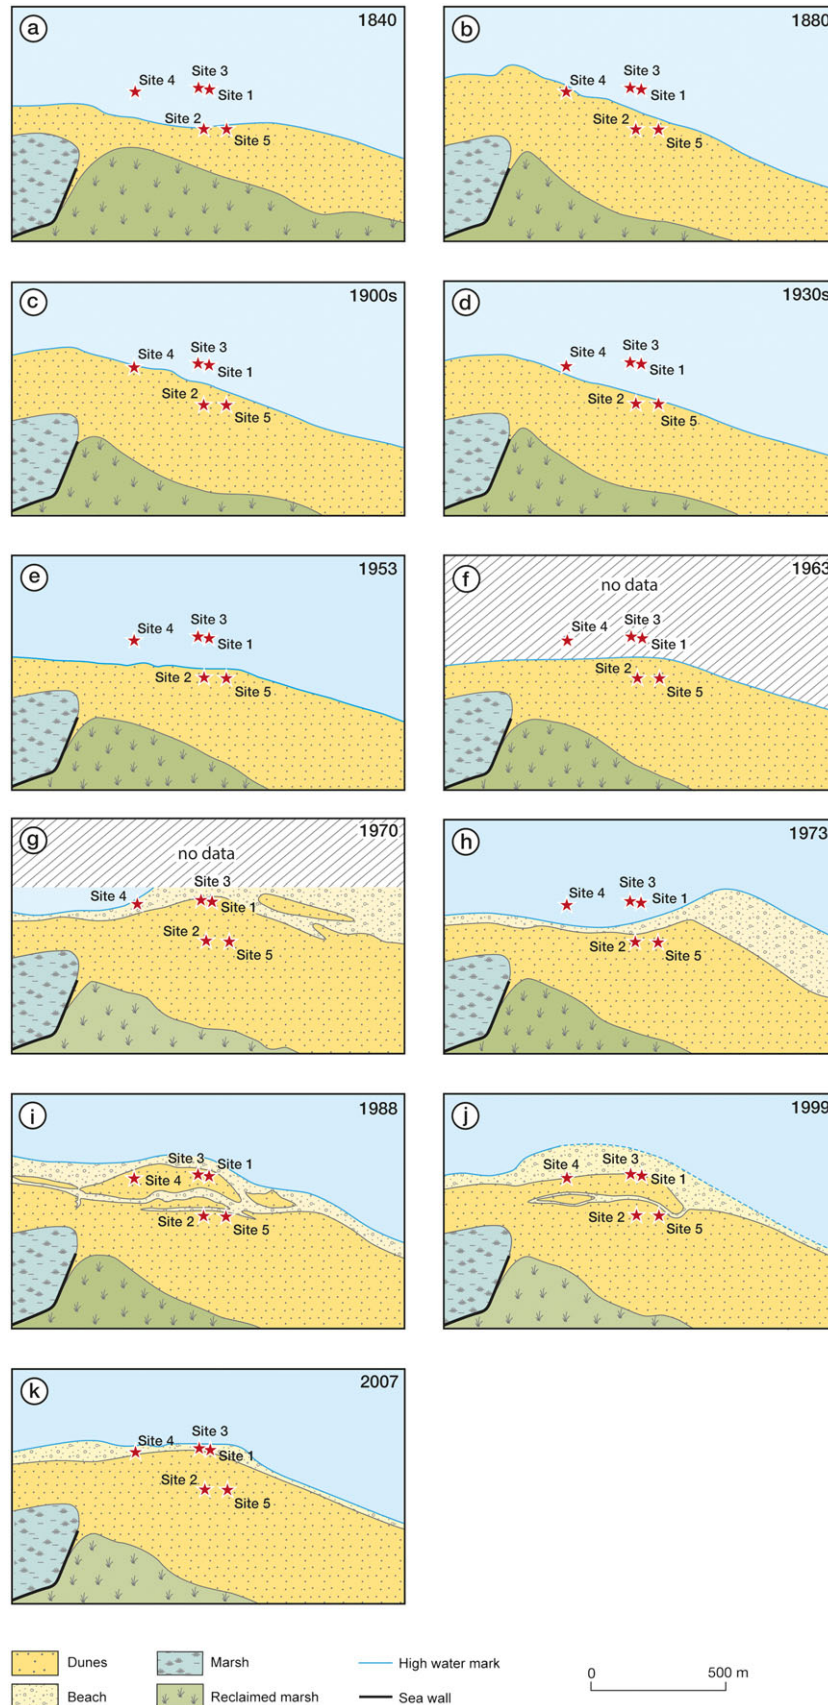 a 1840
Site 4 Site 3
Site 1
Site 2
Site 5
b 1880
Site 4 Site 3
Site 1
Site 2
Site 5
c 1900s
Site 4 Site 3
Site 1
Site 2
Site 5
d 1930s
Site 4 Site 3
Site 1
Site 2
Site 5
e 1953
Site 4 Site 3
Site 1
Site 2
Site 5
f 1963
no data
Site 4 Site 3
Site 1
Site 2
Site 5
g 1970
no data
Site 4 Site 3
Site 1
Site 2
Site 5
h 1973
Site 4 Site 3
Site 1
Site 2
Site 5
i 1988
Site 3
Site 1
Site 4
Site 2
Site 5
j 1999
Site 4 Site 3
Site 1
Site 2
Site 5
k 2007
Site 4 Site 3
Site 1
Site 2
Site 5
Dunes Marsh High water mark 0 500 m
Beach Reclaimed marsh Sea wall